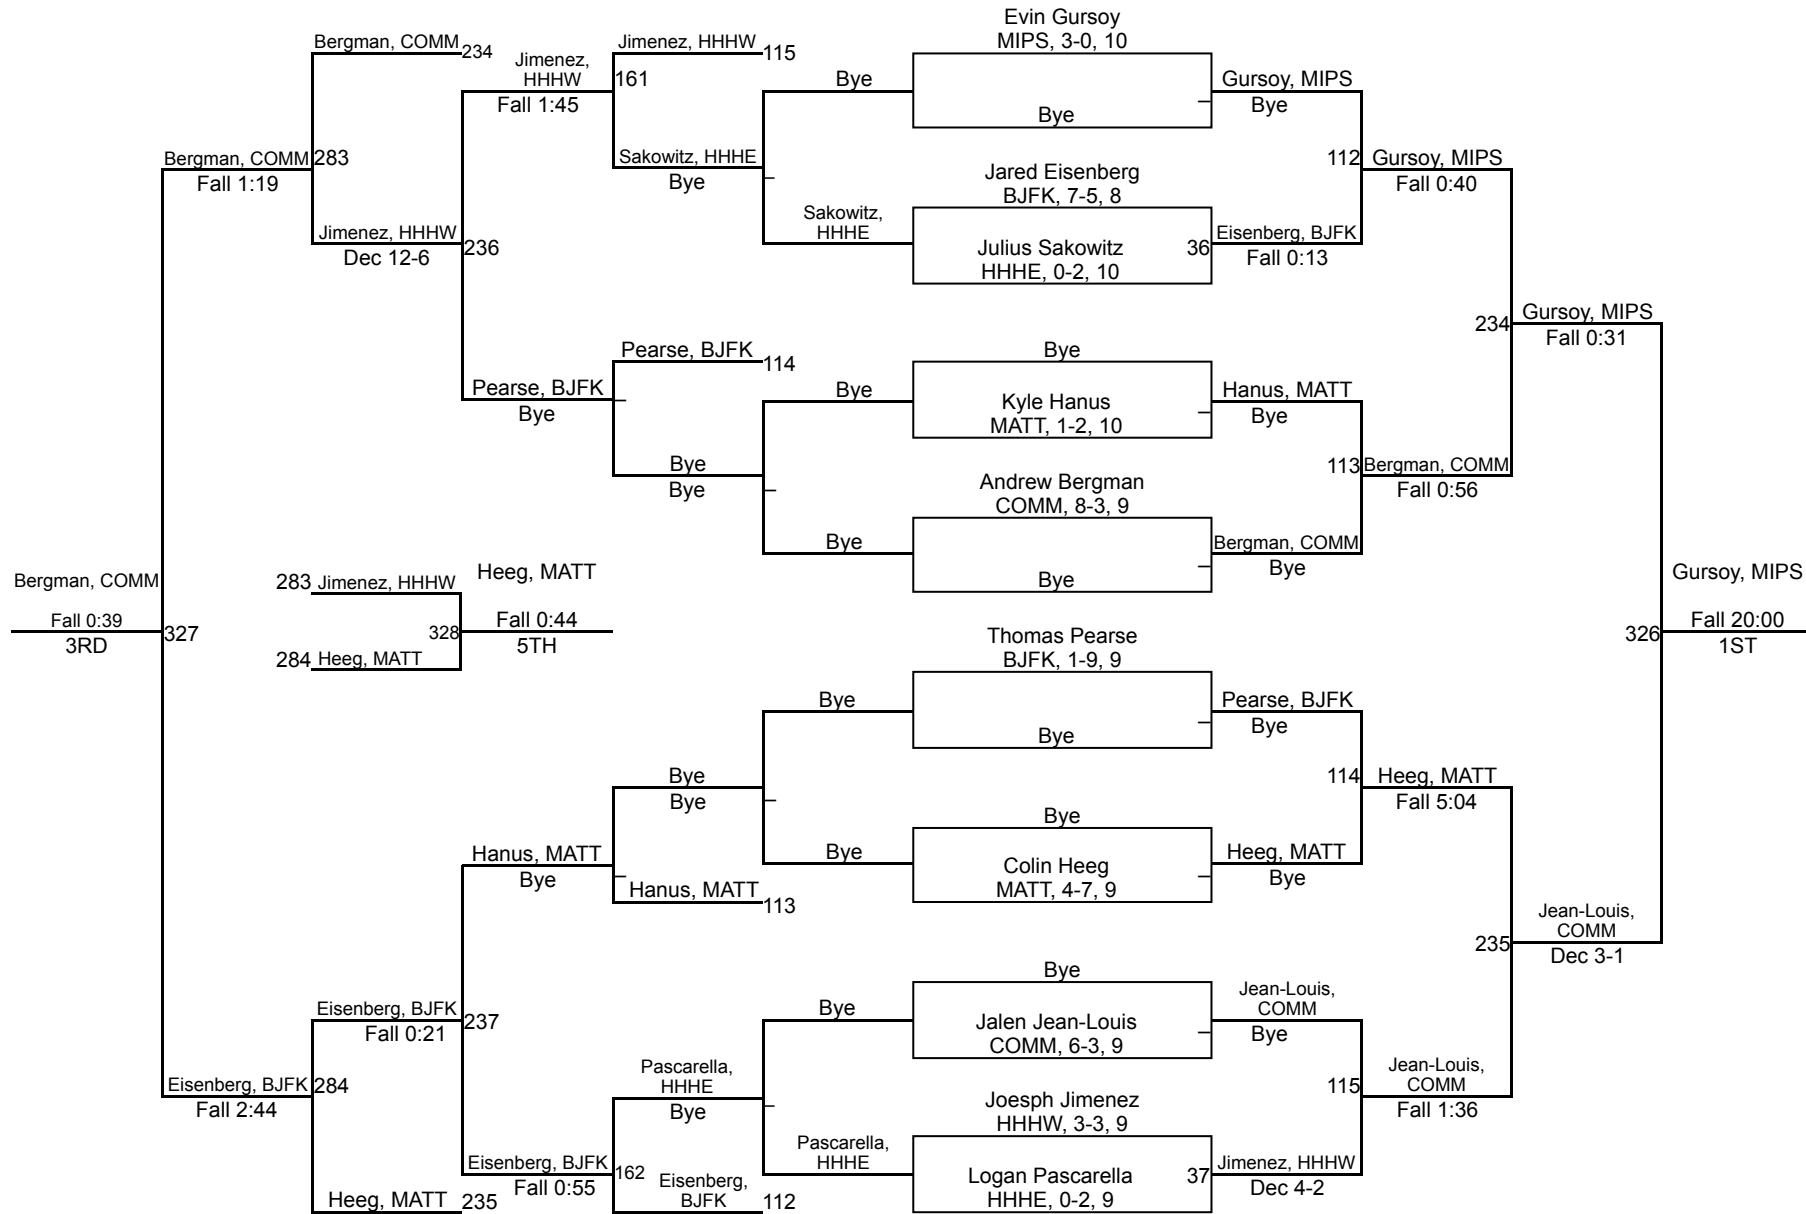 Evin Gursoy
MIPS, 3-0, 10
Bye
Jared Eisenberg
BJFK, 7-5, 8
Julius Sakowitz
HHHE, 0-2, 10
36
Bye
Kyle Hanus
MATT, 1-2, 10
Andrew Bergman
COMM, 8-3, 9
Bye
Thomas Pearse
BJFK, 1-9, 9
Bye
Bye
Colin Heeg
MATT, 4-7, 9
Bye
Jalen Jean-Louis
COMM, 6-3, 9
Joesph Jimenez
HHHW, 3-3, 9
Logan Pascarella
HHHE, 0-2, 9
37
Gursoy, MIPS
Bye
Eisenberg, BJFK
Fall 0:13
Hanus, MATT
Bye
Bergman, COMM
Bye
Pearse, BJFK
Bye
Heeg, MATT
Bye
Jean-Louis,
COMM
Bye
Jimenez, HHHW
Dec 4-2
112
Gursoy, MIPS
Fall 0:40
113
Bergman, COMM
Fall 0:56
114
Heeg, MATT
Fall 5:04
115
Jean-Louis,
COMM
Fall 1:36
234
Gursoy, MIPS
Fall 0:31
235
Jean-Louis,
COMM
Dec 3-1
326
Gursoy, MIPS
Fall 20:00
1ST
Bye
Sakowitz,
HHHE
Bye
Bye
Bye
Bye
Bye
Pascarella,
HHHE
Jimenez, HHHW
115
Sakowitz, HHHE
Bye
Pearse, BJFK
114
Bye
Bye
Bye
Bye
Hanus, MATT
113
Pascarella,
HHHE
Bye
Eisenberg,
BJFK
112
Jimenez,
HHHW
161
Fall 1:45
Pearse, BJFK
Bye
Hanus, MATT
Bye
Eisenberg, BJFK
162
Fall 0:55
Bergman, COMM
234
Jimenez, HHHW
236
Dec 12-6
Eisenberg, BJFK
237
Fall 0:21
Heeg, MATT
235
Bergman, COMM
283
Fall 1:19
Eisenberg, BJFK
284
Fall 2:44
Bergman, COMM
Fall 0:39
327
3RD
283 Jimenez, HHHW
284 Heeg, MATT
328
Heeg, MATT
Fall 0:44
5TH